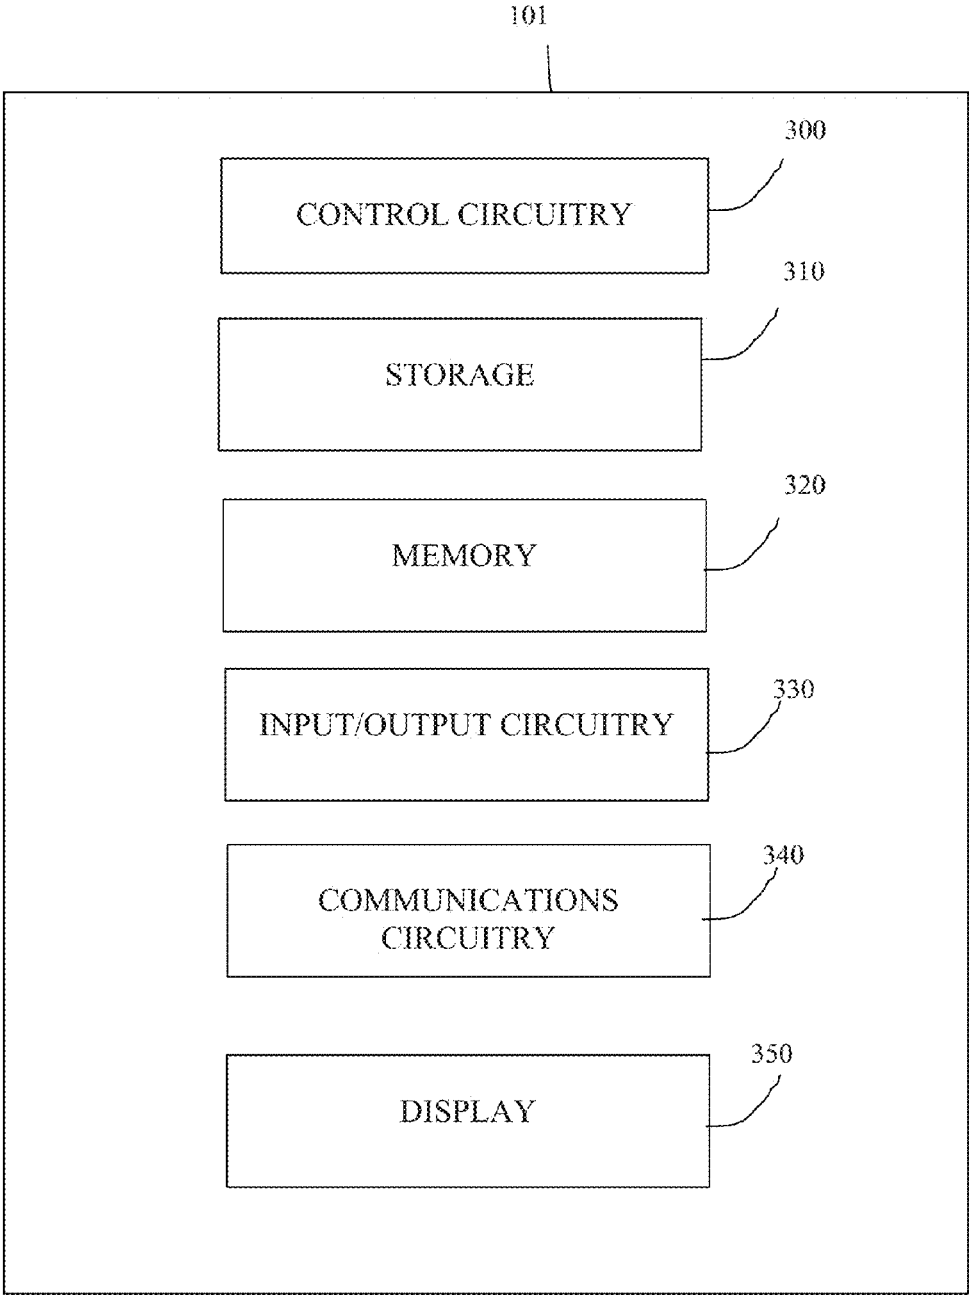 101
300
CONTROL CIRCUITRY
310
STORAGE
320
MEMORY
330
INPUT/OUTPUT CIRCUITRY
340
COMMUNICATIONS
CIRCUITRY
350
DISPLAY